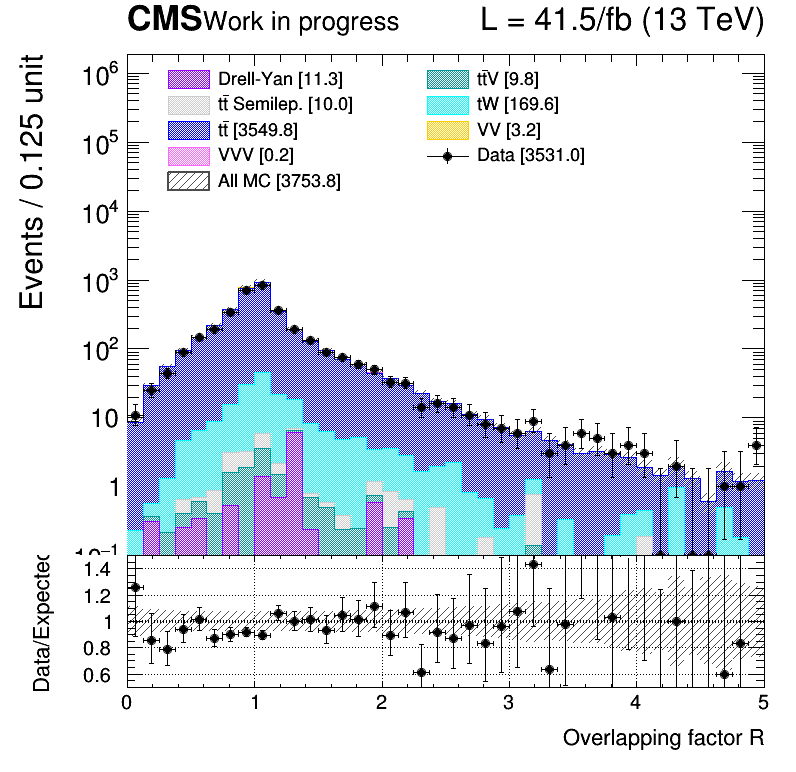 CMS Work in progress L = 41.5/fb (13 TeV)
Events / 0.125 unit
10⁶
10⁵
10⁴
10³
10²
10
1
10⁻¹
Drell-Yan [11.3]
tt̄ Semilep. [10.0]
tt̄ [3549.8]
VVV [0.2]
All MC [3753.8]
tt̄V [9.8]
tW [169.6]
VV [3.2]
Data [3531.0]
Data/Expected
1.4
1.2
1
0.8
0.6
0 1 2 3 4 5
Overlapping factor R